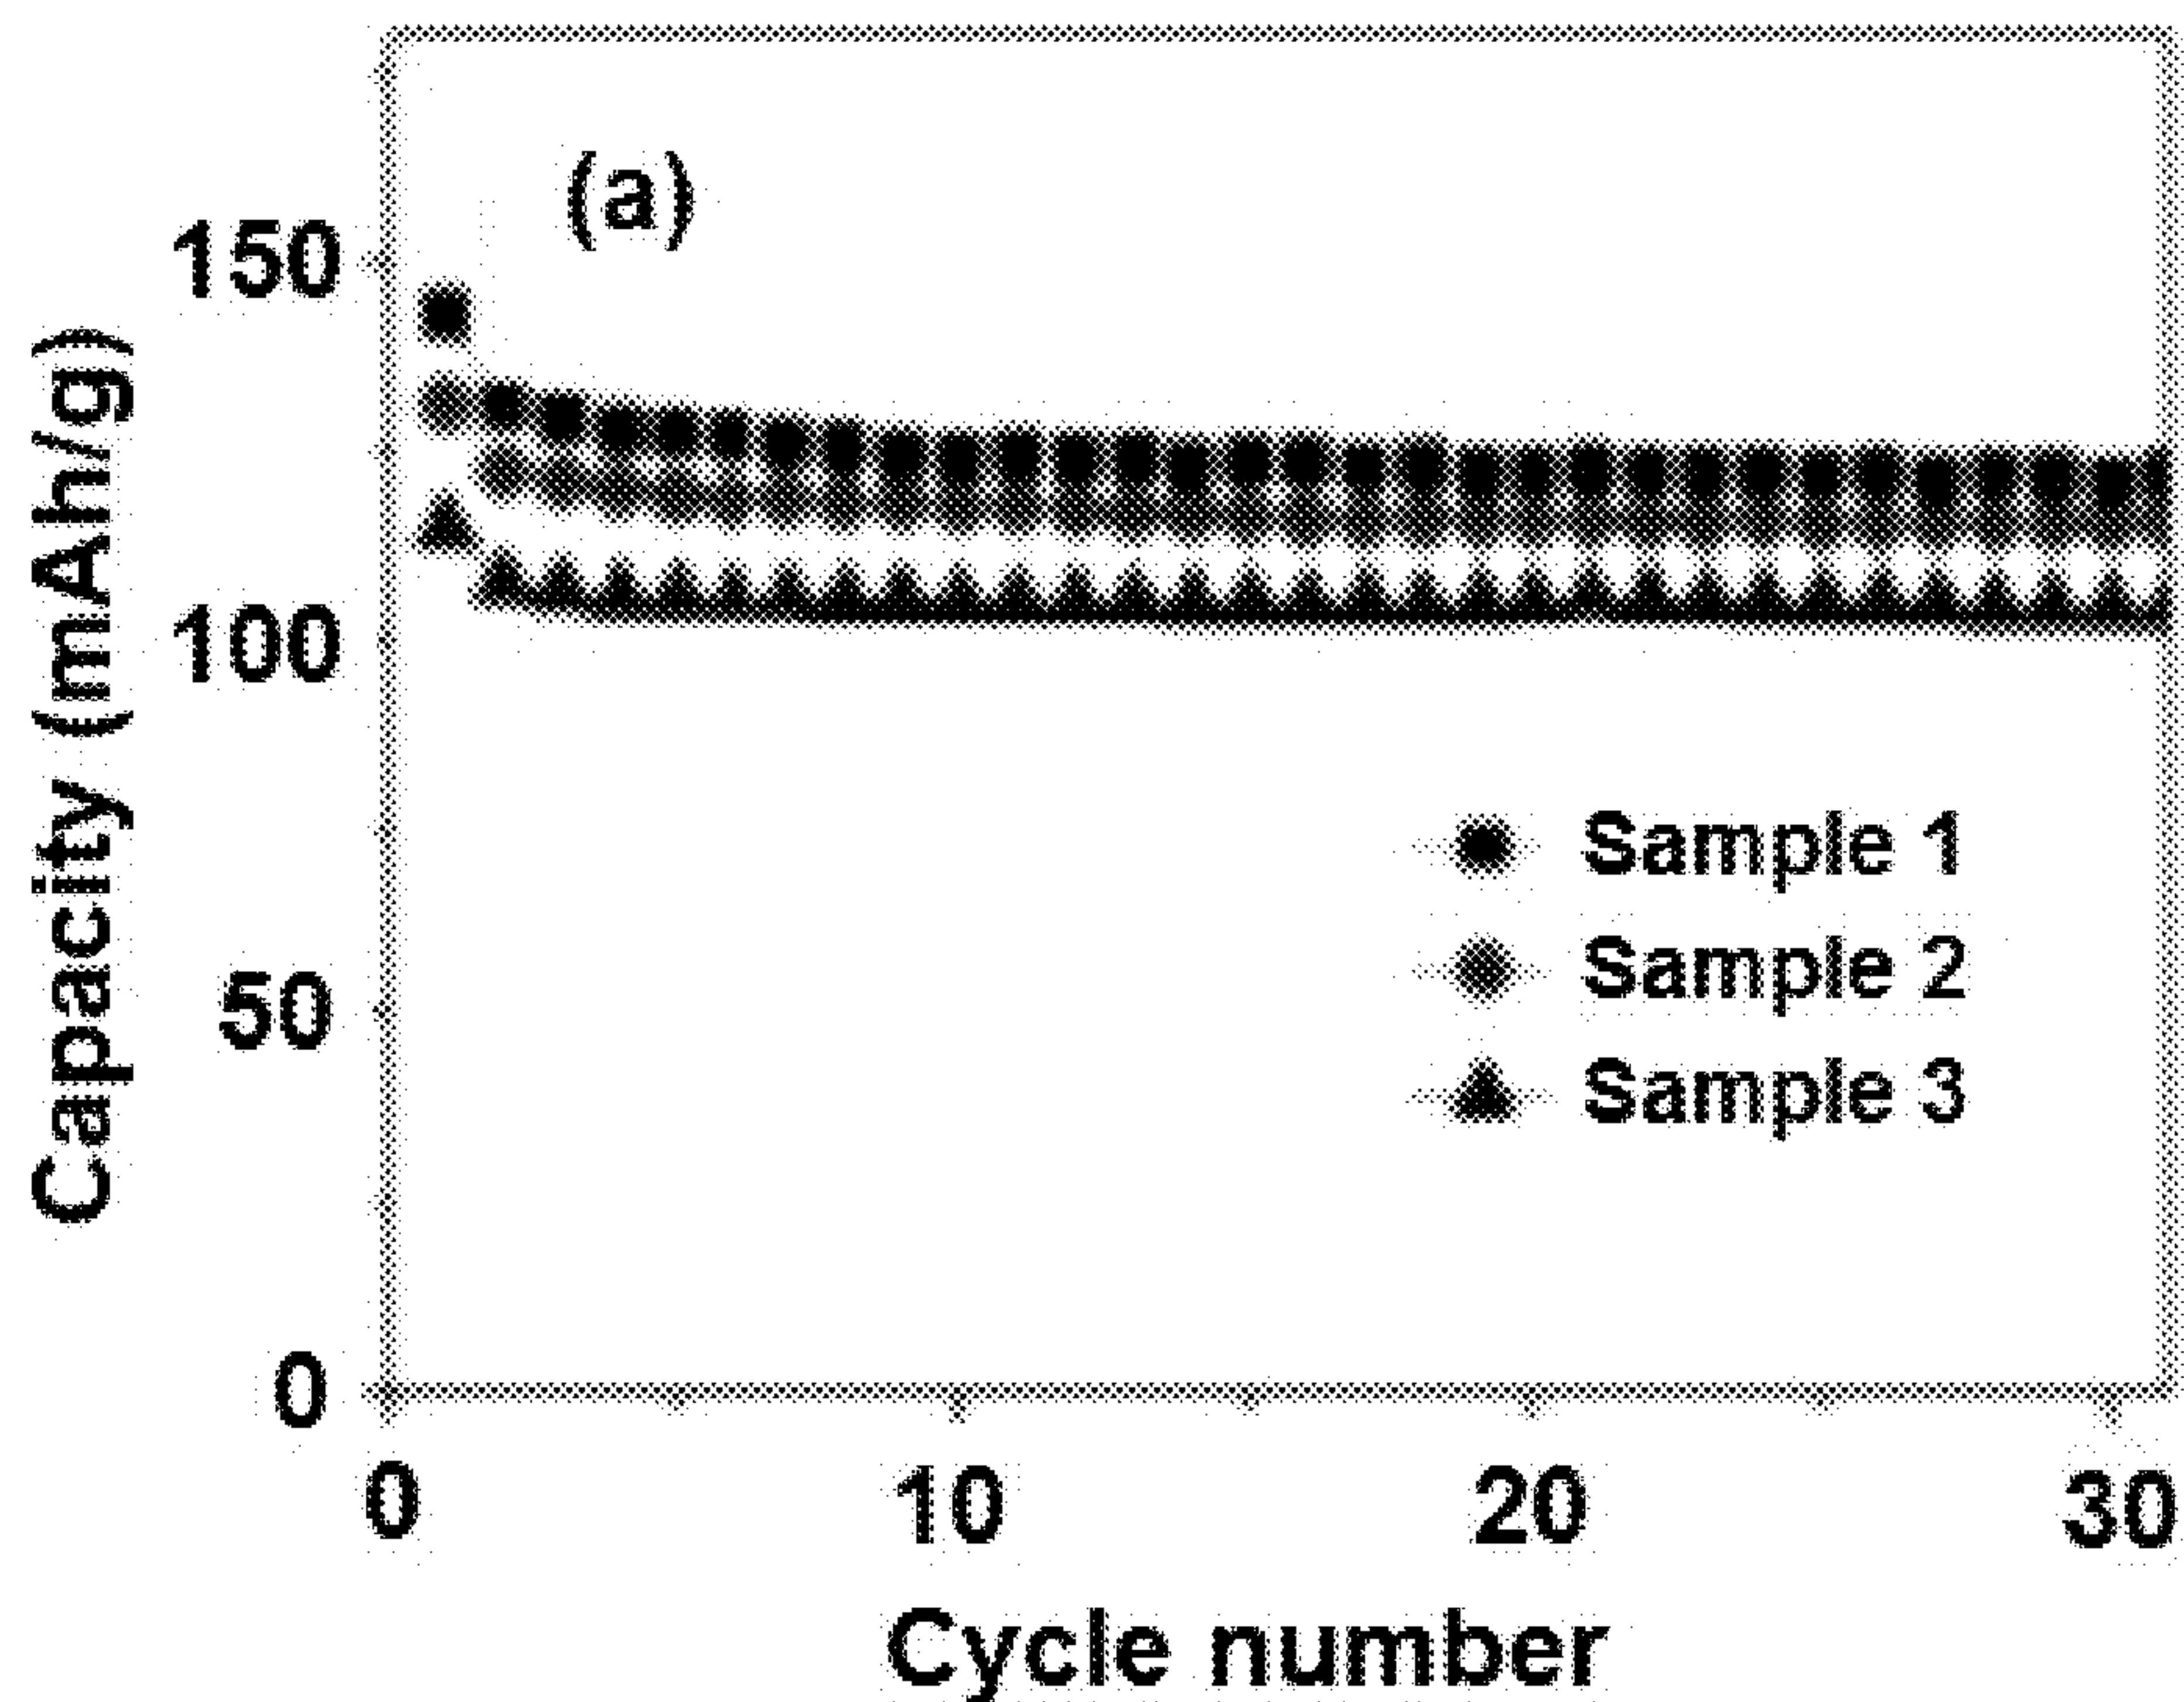 (a)
150
100
50
0
Capacity (mAh/g)
Sample 1
Sample 2
Sample 3
0 10 20 30
Cycle number